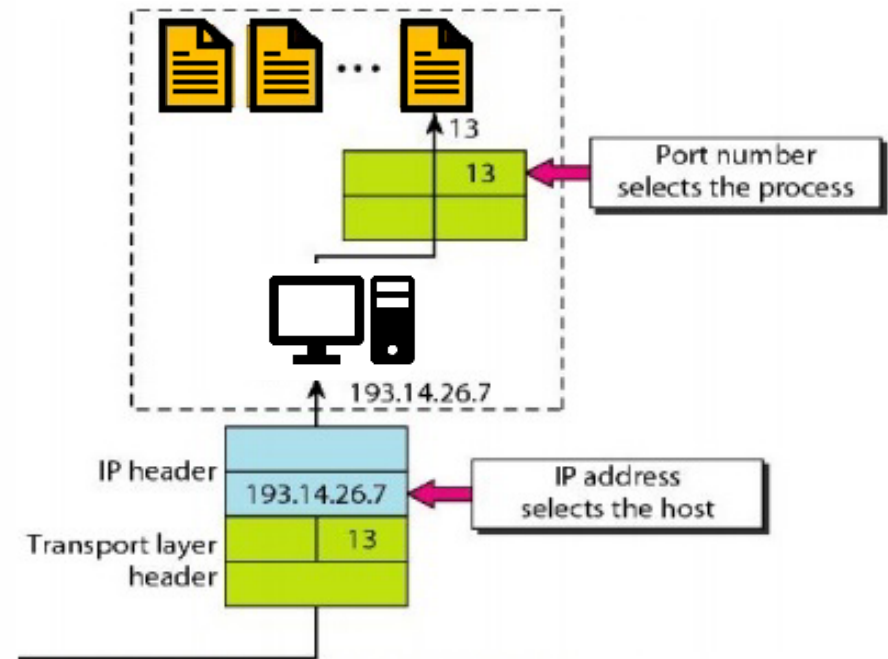 13
13
Port number
selects the process
193.14.26.7
IP header
193.14.26.7
IP address
selects the host
Transport layer
header
13